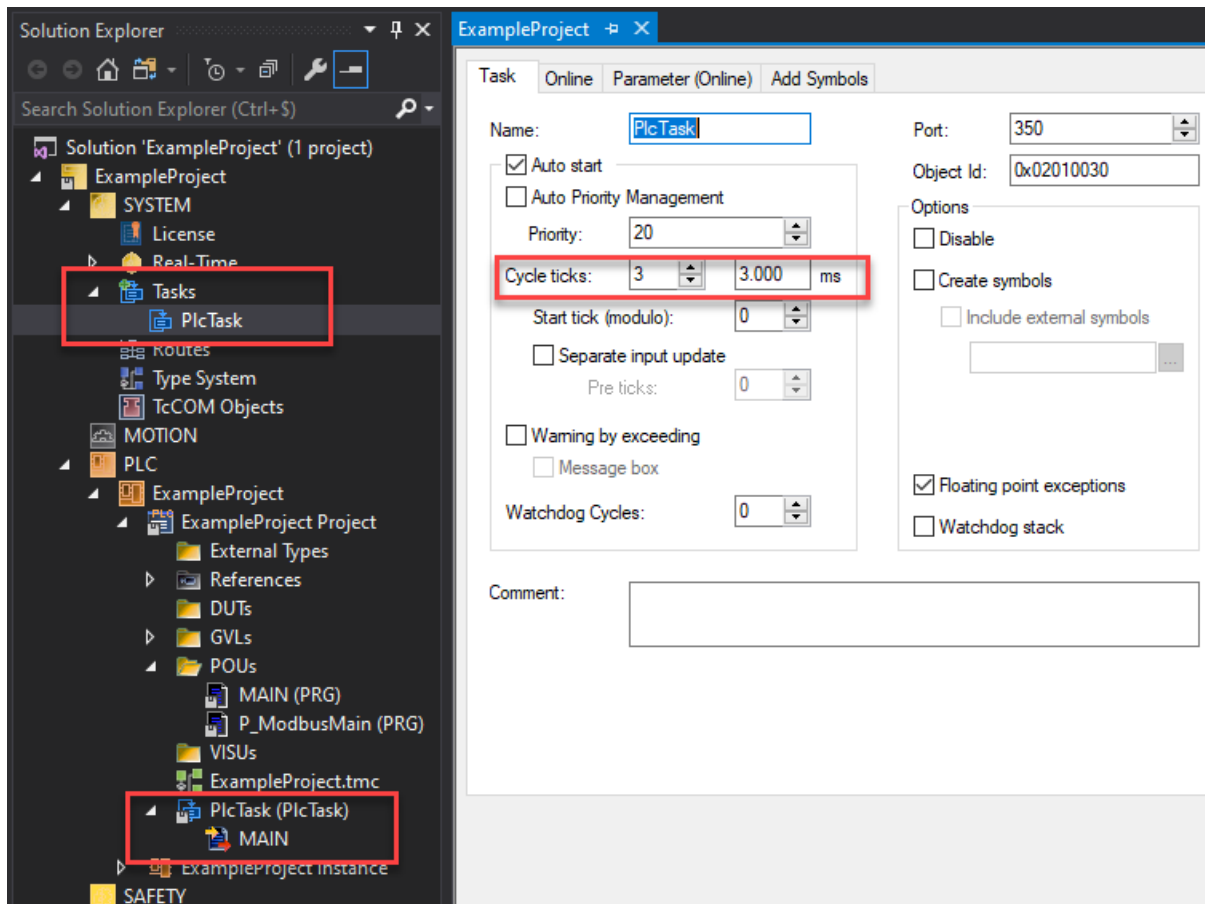 Solution Explorer
Search Solution Explorer (Ctrl+$)
Solution 'ExampleProject' (1 project)
ExampleProject
SYSTEM
License
Real-Time
Tasks
PlcTask
Routes
Type System
TcCOM Objects
MOTION
PLC
ExampleProject
ExampleProject Project
External Types
References
DUTs
GVLs
POUs
MAIN (PRG)
P_ModbusMain (PRG)
VISUs
ExampleProject.tmc
PlcTask (PlcTask)
MAIN
ExampleProject Instance
SAFETY
ExampleProject
Task Online Parameter (Online) Add Symbols
Name: PlcTask
Auto start
Auto Priority Management
Priority: 20
Cycle ticks: 3 3.000 ms
Start tick (modulo): 0
Separate input update
Pre ticks: 0
Warning by exceeding
Message box
Watchdog Cycles: 0
Port: 350
Object Id: 0x02010030
Options
Disable
Create symbols
Include external symbols
...
Floating point exceptions
Watchdog stack
Comment: